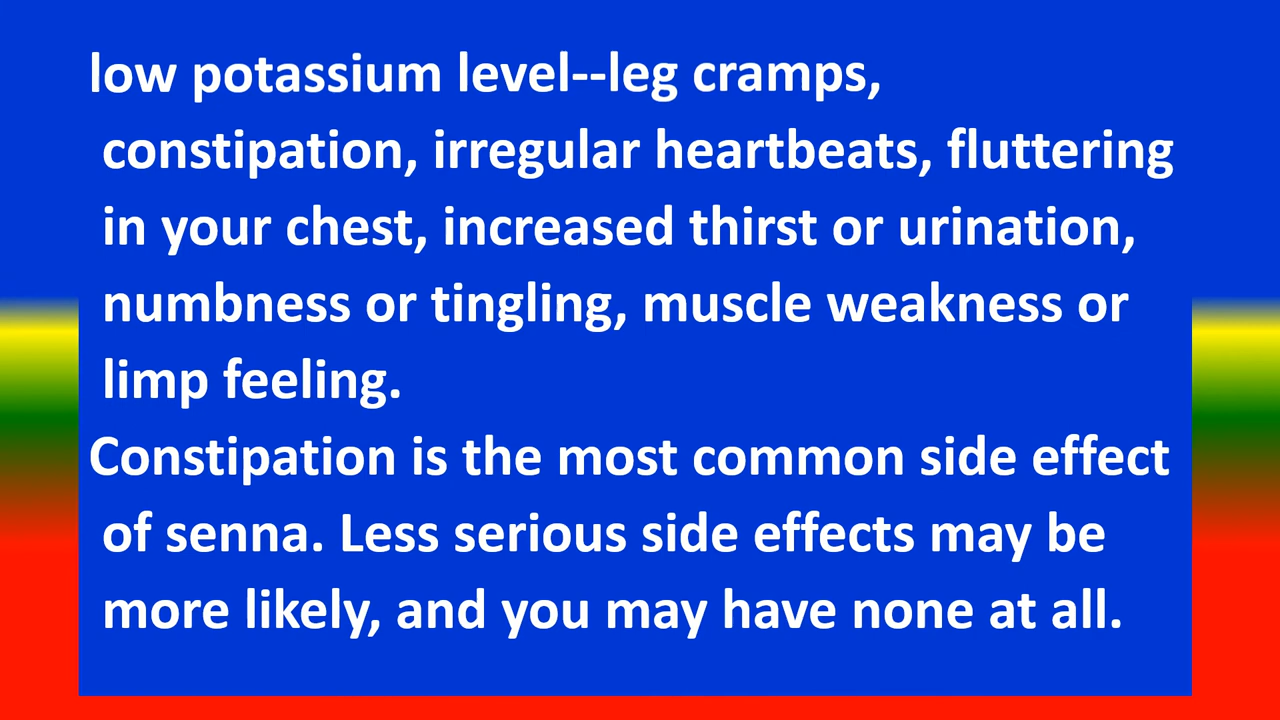 low potassium level--leg cramps,
constipation, irregular heartbeats, fluttering
in your chest, increased thirst or urination,
numbness or tingling, muscle weakness or
limp feeling.
Constipation is the most common side effect
of senna. Less serious side effects may be
more likely, and you may have none at all.